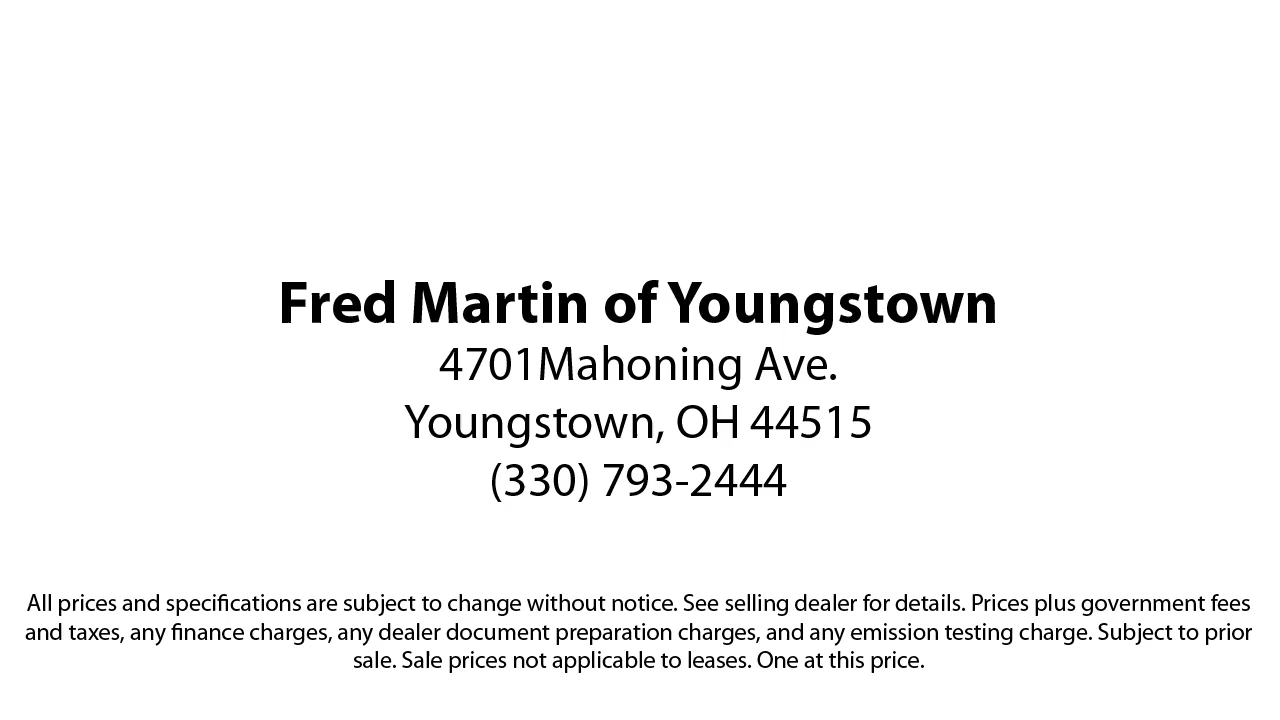 Fred Martin of Youngstown
4701Mahoning Ave.
Youngstown, OH 44515
(330) 793-2444
All prices and specifications are subject to change without notice. See selling dealer for details. Prices plus government fees
and taxes, any finance charges, any dealer document preparation charges, and any emission testing charge. Subject to prior
sale. Sale prices not applicable to leases. One at this price.